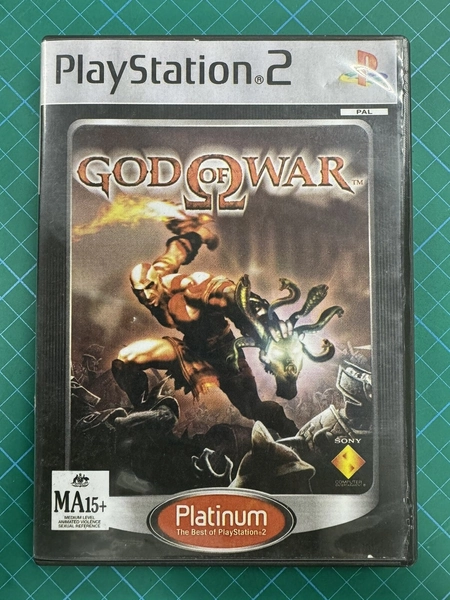 PlayStation®2
PAL
GOD OF WAR™
SONY
COMPUTER
ENTERTAINMENT®
MA15+
MEDIUM LEVEL
ANIMATED VIOLENCE
SEXUAL REFERENCE
Platinum
The Best of PlayStation®2